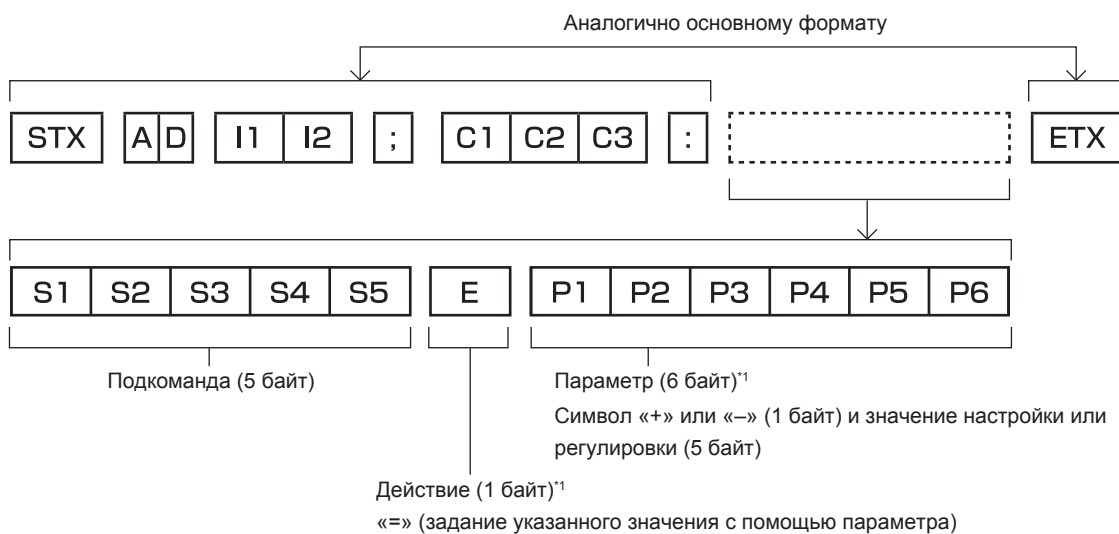 Аналогично основному формату
STX A D I1 I2 ; C1 C2 C3 : ETX
S1 S2 S3 S4 S5 E P1 P2 P3 P4 P5 P6
Подкоманда (5 байт)
Параметр (6 байт)*1
Символ «+» или «–» (1 байт) и значение настройки или
регулировки (5 байт)
Действие (1 байт)*1
«=» (задание указанного значения с помощью параметра)